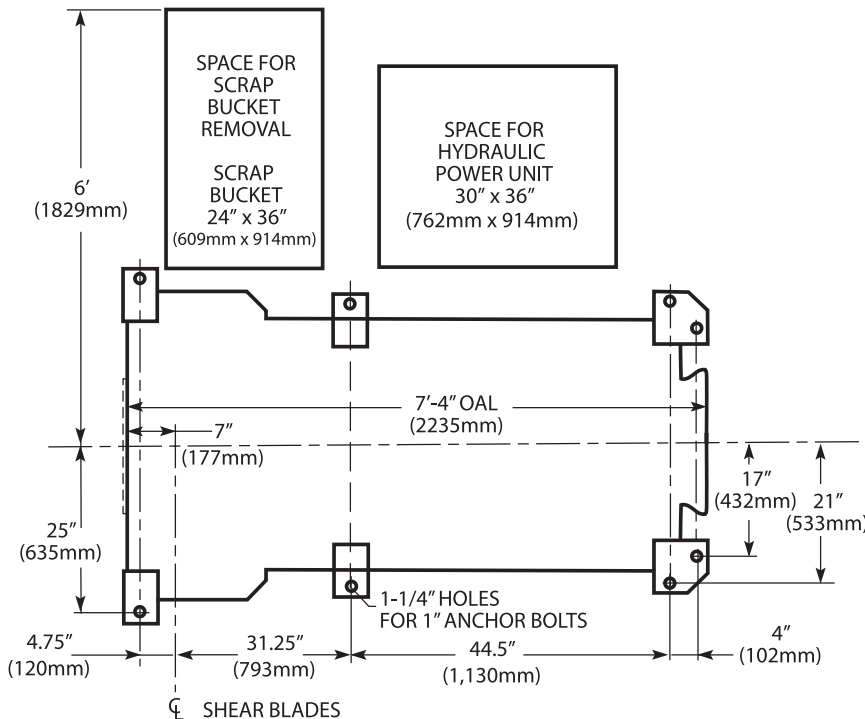 SPACE FOR
SCRAP
BUCKET
REMOVAL
SCRAP
BUCKET
24” x 36”
(609mm x 914mm)
SPACE FOR
HYDRAULIC
POWER UNIT
30” x 36”
(762mm x 914mm)
6’
(1829mm)
7’-4” OAL
(2235mm)
7”
(177mm)
25”
(635mm)
17”
(432mm)
21”
(533mm)
1-1/4” HOLES
FOR 1” ANCHOR BOLTS
4.75”
(120mm)
31.25”
(793mm)
44.5”
(1,130mm)
4”
(102mm)
℄ SHEAR BLADES